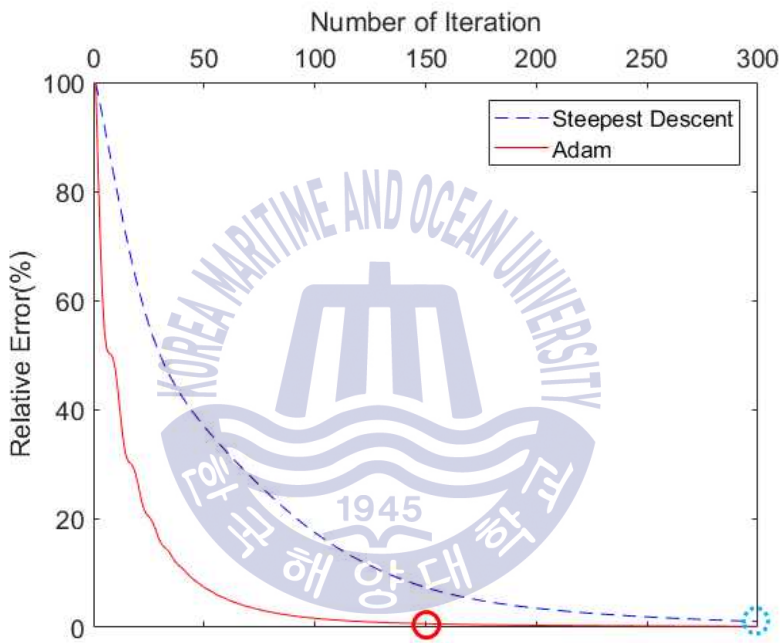 Number of Iteration
0 50 100 150 200 250 300
100
80
60
40
20
0
Relative Error(%)
Steepest Descent
Adam
KOREA MARITIME AND OCEAN UNIVERSITY
1945
한국해양대학교